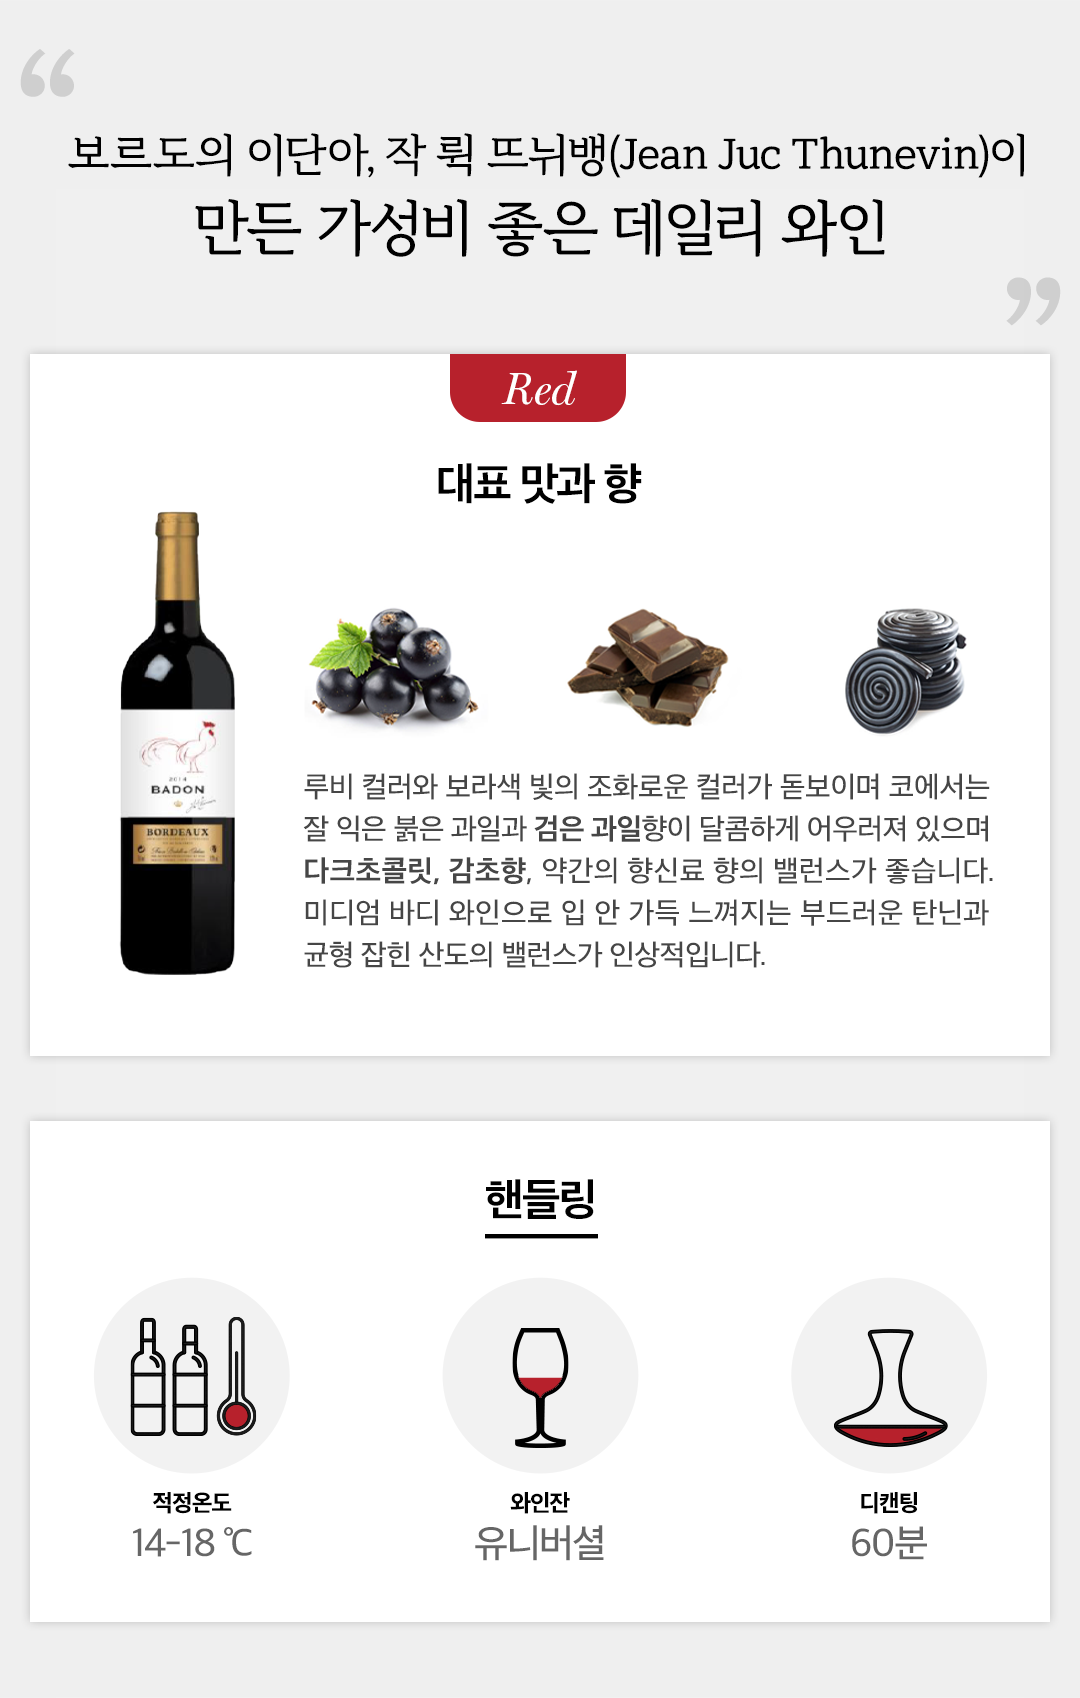 “
보르도의 이단아, 작 뤽 뜨뉘뱅(Jean Juc Thunevin)이
만든 가성비 좋은 데일리 와인
”
Red
대표 맛과 향
2014
BADON
BORDEAUX
루비 컬러와 보라색 빛의 조화로운 컬러가 돋보이며 코에서는
잘 익은 붉은 과일과 검은 과일향이 달콤하게 어우러져 있으며
다크초콜릿, 감초향, 약간의 향신료 향의 밸런스가 좋습니다.
미디엄 바디 와인으로 입 안 가득 느껴지는 부드러운 탄닌과
균형 잡힌 산도의 밸런스가 인상적입니다.
핸들링
적정온도
14-18 ℃
와인잔
유니버셜
디캔팅
60분